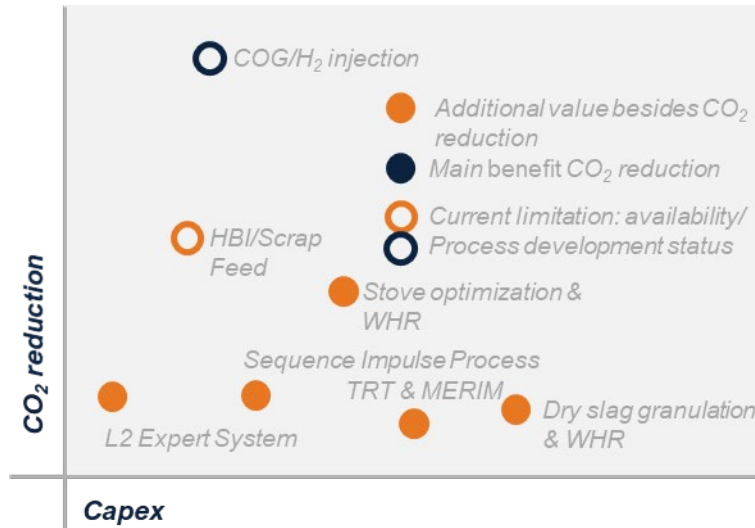 COG/H₂ injection
Additional value besides CO₂
reduction
Main benefit CO₂ reduction
Current limitation: availability/
Process development status
HBI/Scrap
Feed
Stove optimization &
WHR
Sequence Impulse Process
TRT & MERIM
Dry slag granulation
& WHR
L2 Expert System
CO₂ reduction
Capex